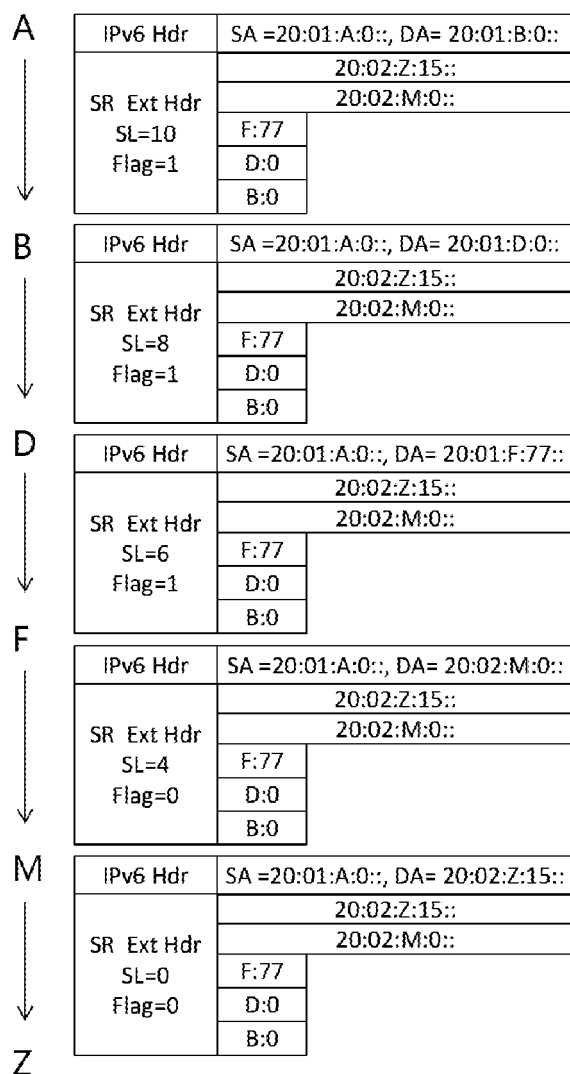 A
IPv6 Hdr SA =20:01:A:0::, DA= 20:01:B:0::
20:02:Z:15::
20:02:M:0::
SR Ext Hdr
SL=10
Flag=1
F:77
D:0
B:0
B
IPv6 Hdr SA =20:01:A:0::, DA= 20:01:D:0::
20:02:Z:15::
20:02:M:0::
SR Ext Hdr
SL=8
Flag=1
F:77
D:0
B:0
D
IPv6 Hdr SA =20:01:A:0::, DA= 20:01:F:77::
20:02:Z:15::
20:02:M:0::
SR Ext Hdr
SL=6
Flag=1
F:77
D:0
B:0
F
IPv6 Hdr SA =20:01:A:0::, DA= 20:02:M:0::
20:02:Z:15::
20:02:M:0::
SR Ext Hdr
SL=4
Flag=0
F:77
D:0
B:0
M
IPv6 Hdr SA =20:01:A:0::, DA= 20:02:Z:15::
20:02:Z:15::
20:02:M:0::
SR Ext Hdr
SL=0
Flag=0
F:77
D:0
B:0
Z